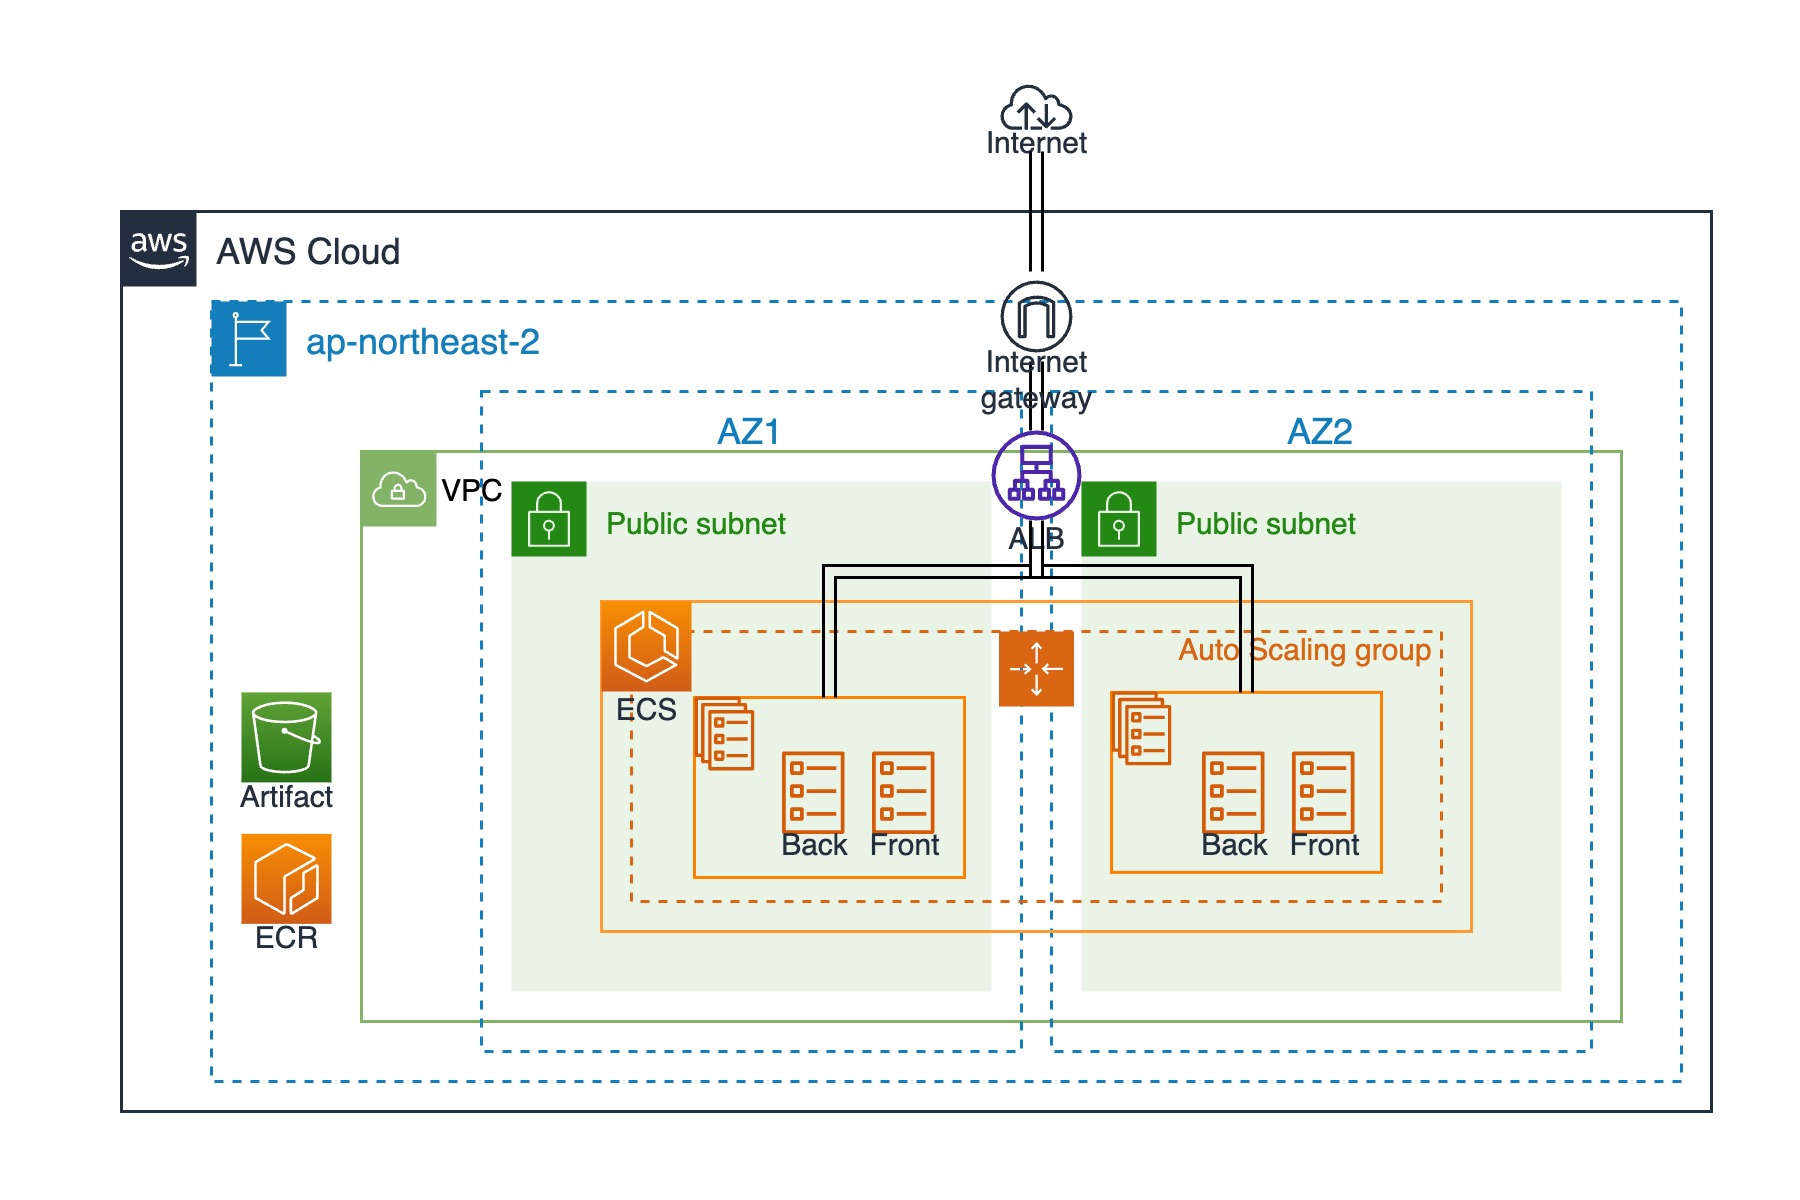 Internet
aws
AWS Cloud
ap-northeast-2
Internet
gateway
AZ1
AZ2
VPC
Public subnet
Public subnet
ALB
Auto Scaling group
ECS
Artifact
Back
Front
Back
Front
ECR